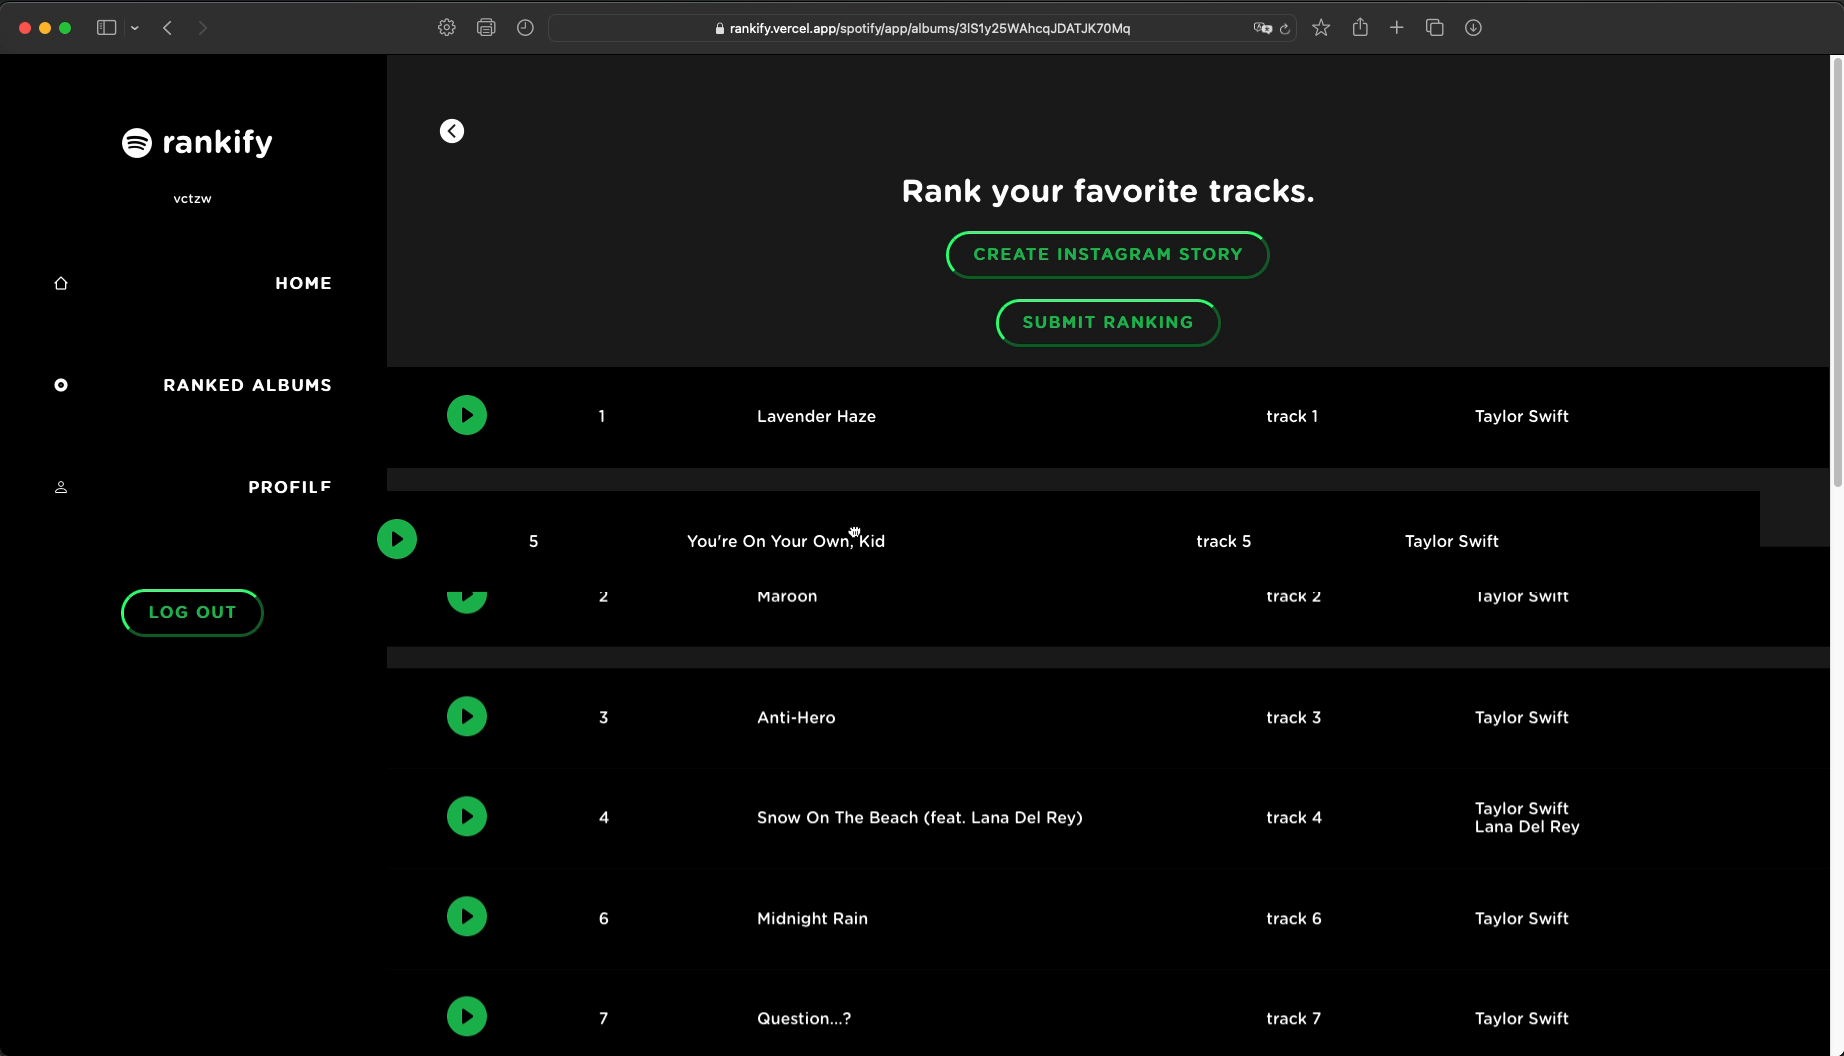 rankify.vercel.app/spotify/app/albums/3lS1y25WAhcqJDATJK70Mq
rankify
vctzw
HOME
RANKED ALBUMS
PROFILE
LOG OUT
Rank your favorite tracks.
CREATE INSTAGRAM STORY
SUBMIT RANKING
1 Lavender Haze track 1 Taylor Swift
5 You're On Your Own, Kid track 5 Taylor Swift
2 Maroon track 2 Taylor Swift
3 Anti-Hero track 3 Taylor Swift
4 Snow On The Beach (feat. Lana Del Rey) track 4 Taylor Swift
Lana Del Rey
6 Midnight Rain track 6 Taylor Swift
7 Question...? track 7 Taylor Swift